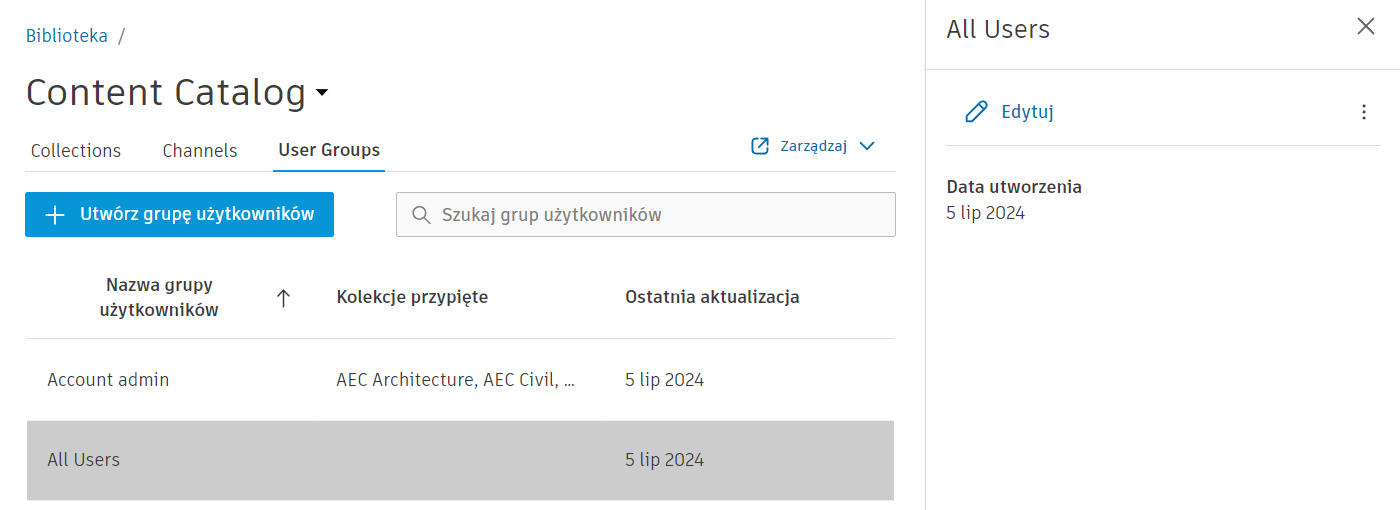 Biblioteka /
Content Catalog
Collections Channels User Groups Zarządzaj
Utwórz grupę użytkowników Szukaj grup użytkowników
Nazwa grupy
użytkowników Kolekcje przypięte Ostatnia aktualizacja
Account admin AEC Architecture, AEC Civil, ... 5 lip 2024
All Users 5 lip 2024
All Users
Edytuj
Data utworzenia
5 lip 2024